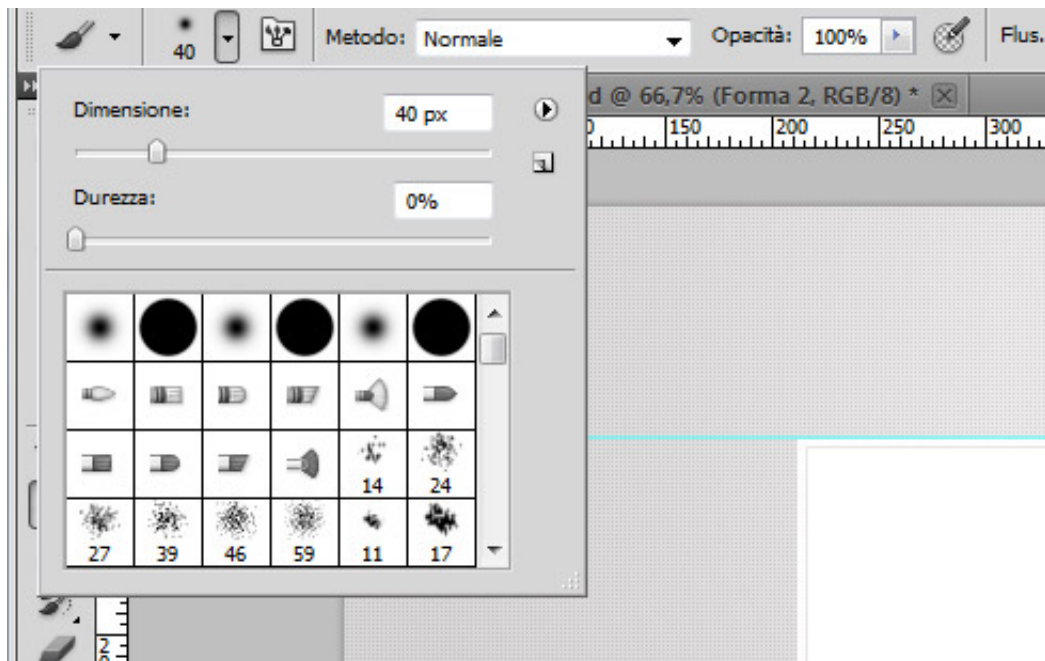 40
Metodo: Normale
Opacità: 100%
Flus.
d @ 66,7% (Forma 2, RGB/8) *
Dimensione: 40 px
150 200 250 300
Durezza: 0%
14 24
27 39 46 59 11 17
2